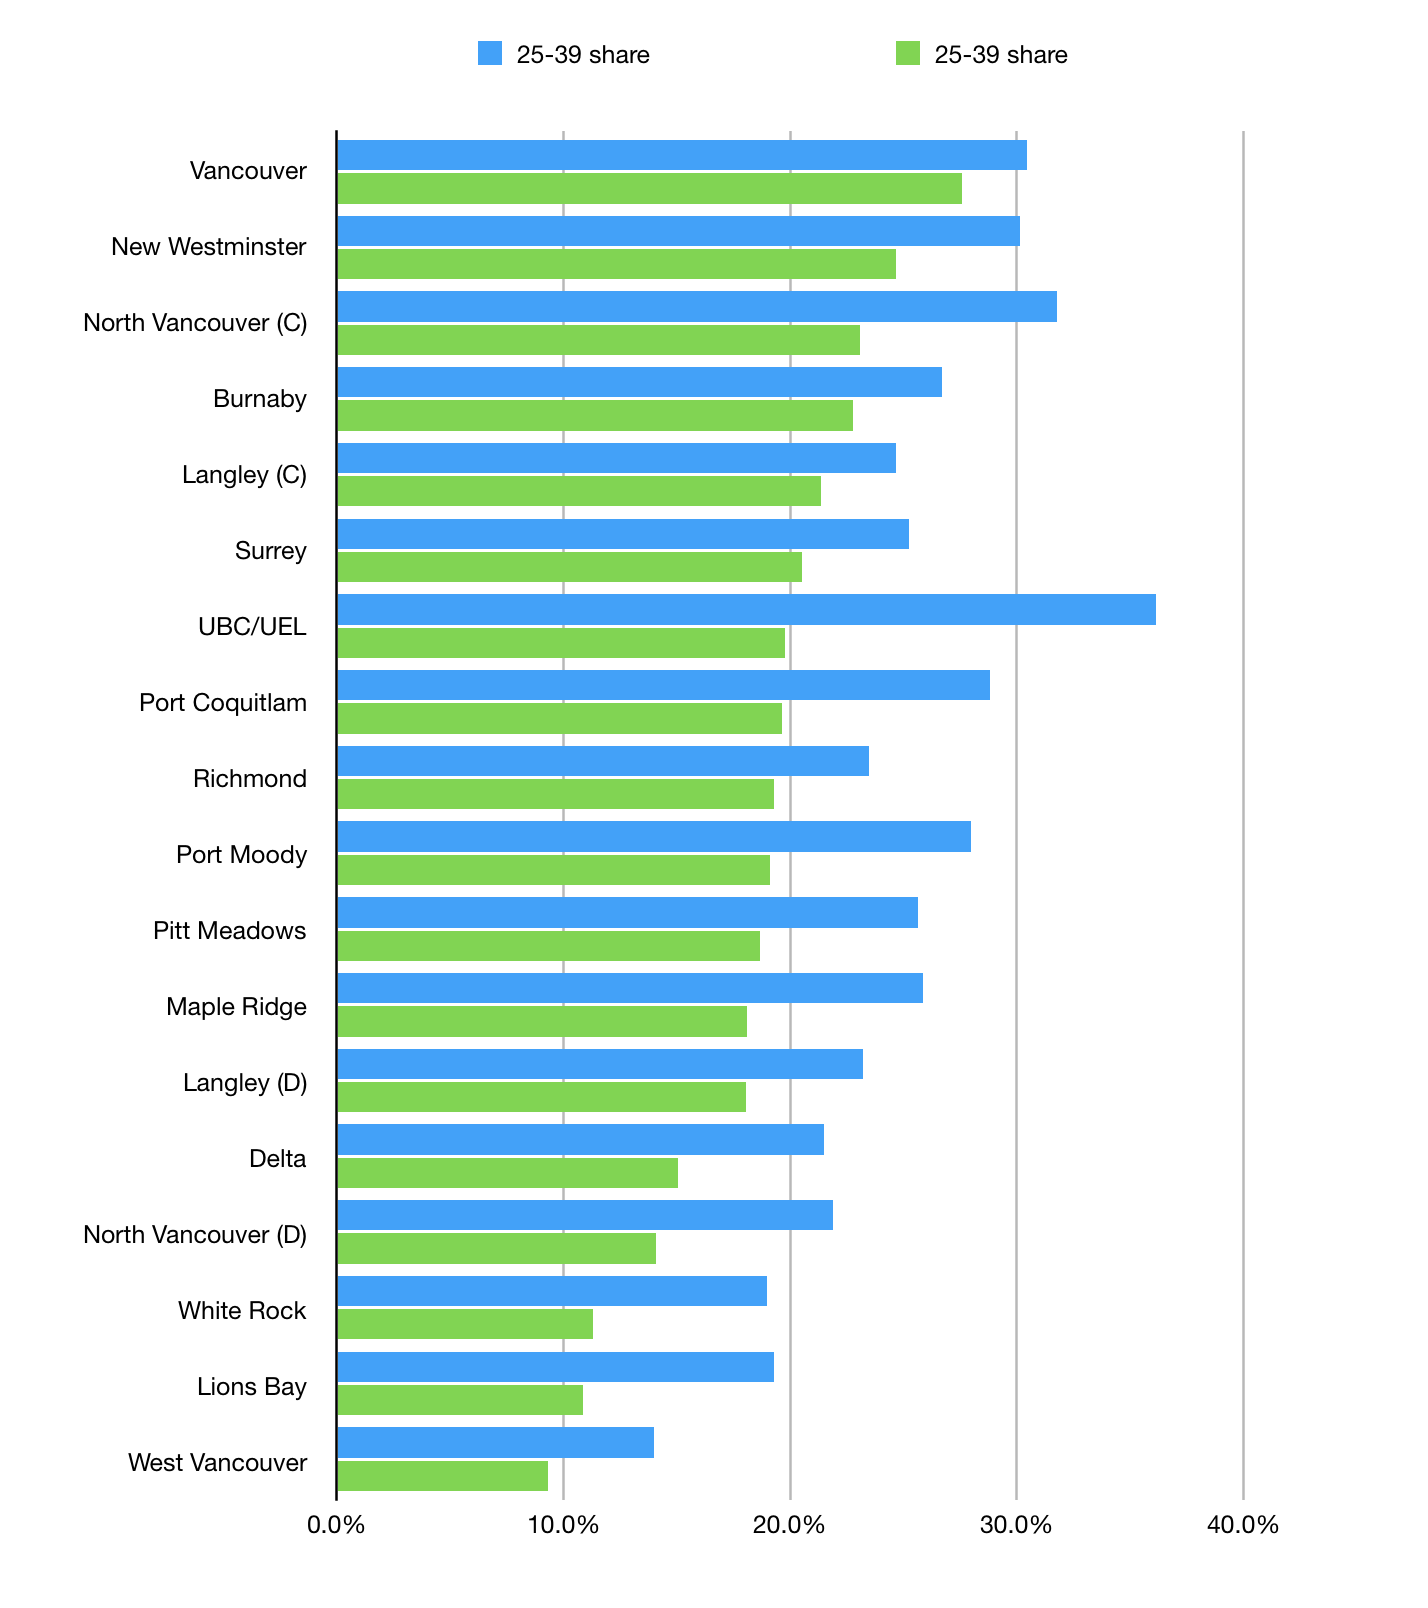 25-39 share
25-39 share
Vancouver
New Westminster
North Vancouver (C)
Burnaby
Langley (C)
Surrey
UBC/UEL
Port Coquitlam
Richmond
Port Moody
Pitt Meadows
Maple Ridge
Langley (D)
Delta
North Vancouver (D)
White Rock
Lions Bay
West Vancouver
0.0% 10.0% 20.0% 30.0% 40.0%